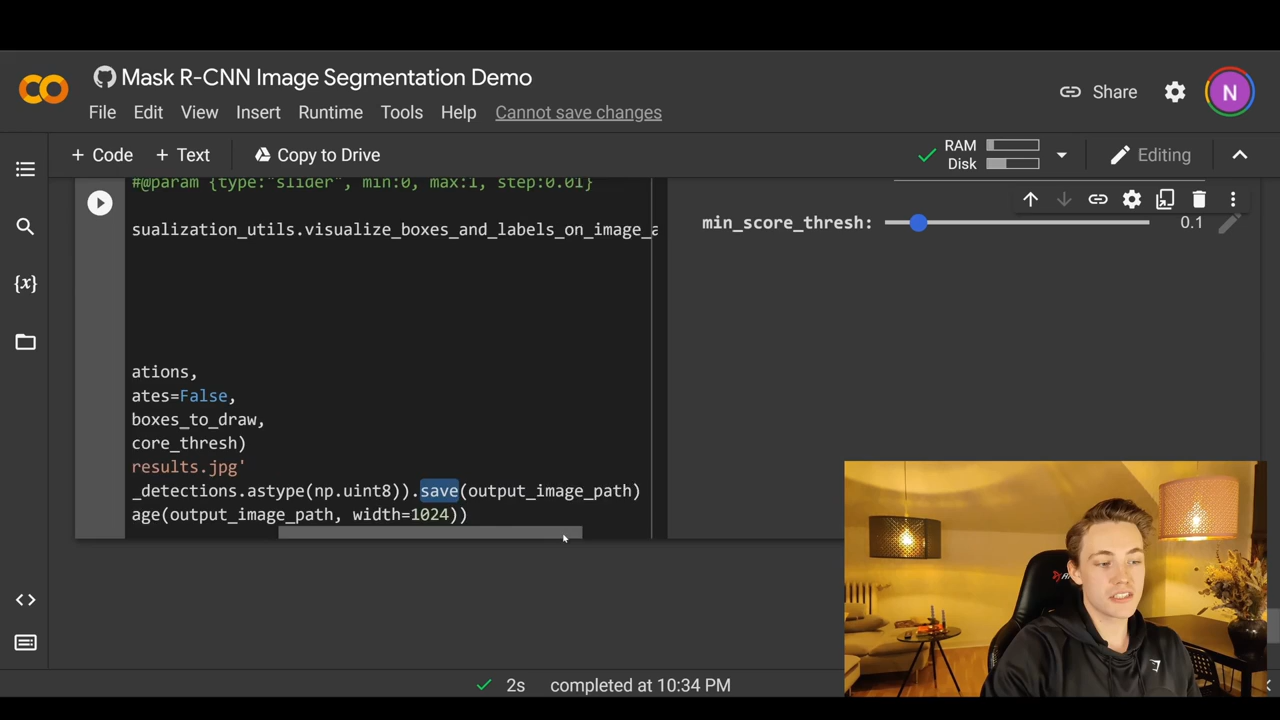 Mask R-CNN Image Segmentation Demo
Share
N
File Edit View Insert Runtime Tools Help Cannot save changes
+ Code + Text Copy to Drive
RAM
Disk
Editing
#@param {type:"slider", min:0, max:1, step:0.01}
sualization_utils.visualize_boxes_and_labels_on_image_a
min_score_thresh: 0.1
{x}
ations,
ates=False,
boxes_to_draw,
core_thresh)
results.jpg'
_detections.astype(np.uint8)).save(output_image_path)
age(output_image_path, width=1024))
2s completed at 10:34 PM